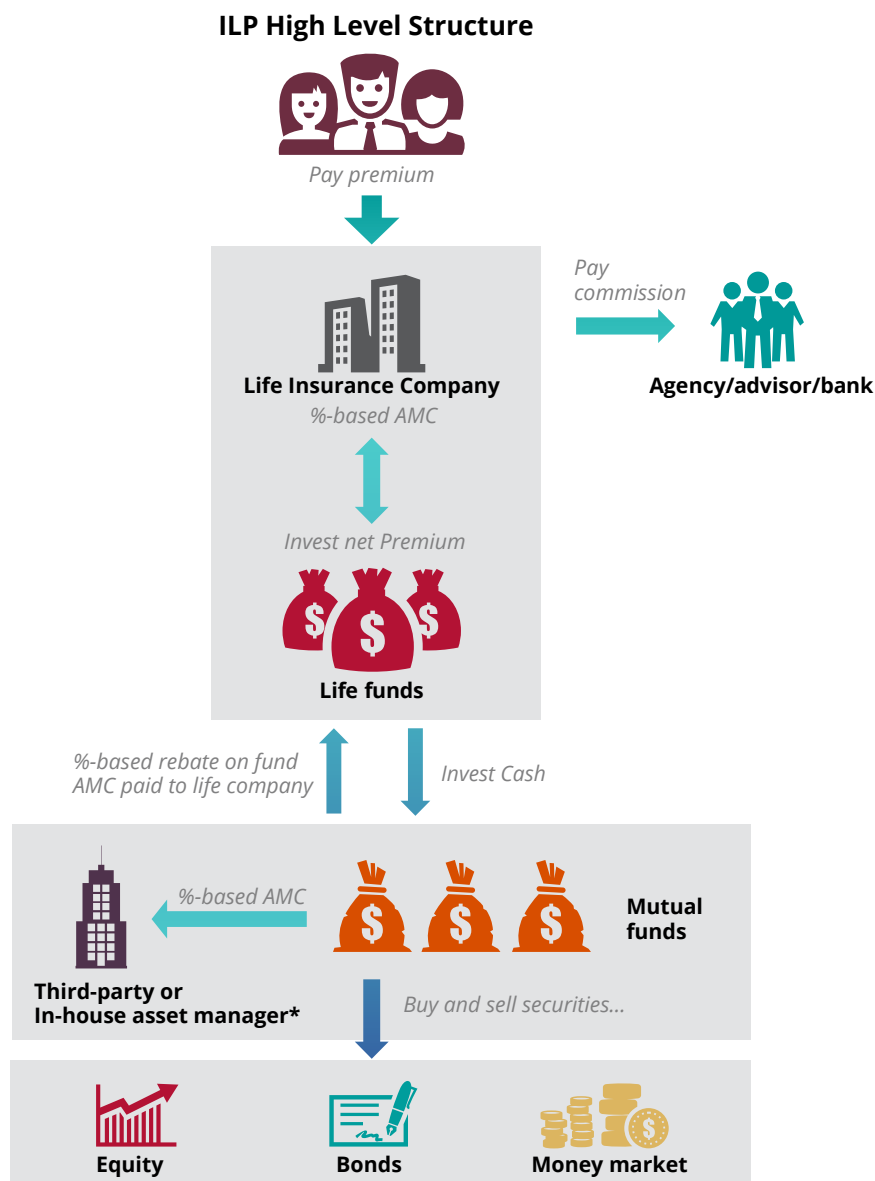 ILP High Level Structure
Pay premium
Pay
commission
Life Insurance Company
Agency/advisor/bank
%-based AMC
Invest net Premium
$ $ $
Life funds
%-based rebate on fund
AMC paid to life company
Invest Cash
%-based AMC
$ $ $
Mutual
funds
Third-party or
In-house asset manager*
Buy and sell securities...
$
Equity
Bonds
Money market